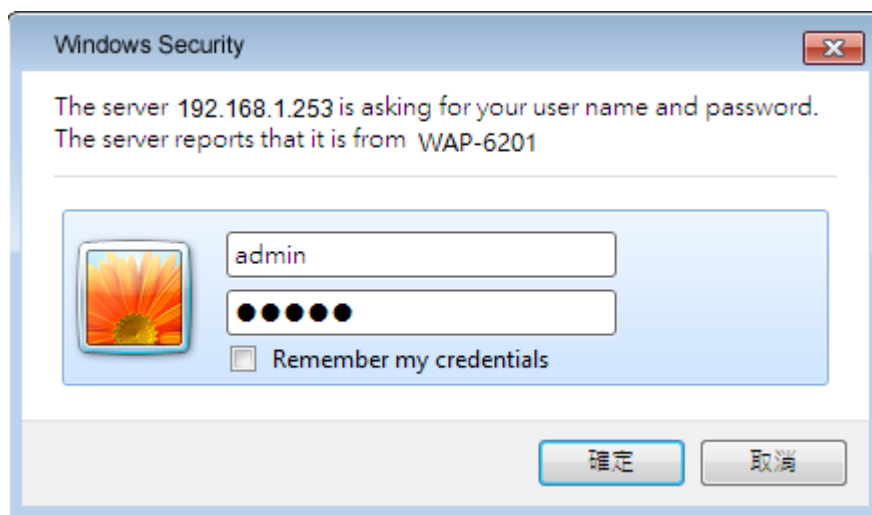 Windows Security
The server 192.168.1.253 is asking for your user name and password.
The server reports that it is from WAP-6201
admin
●●●●●
Remember my credentials
確定
取消